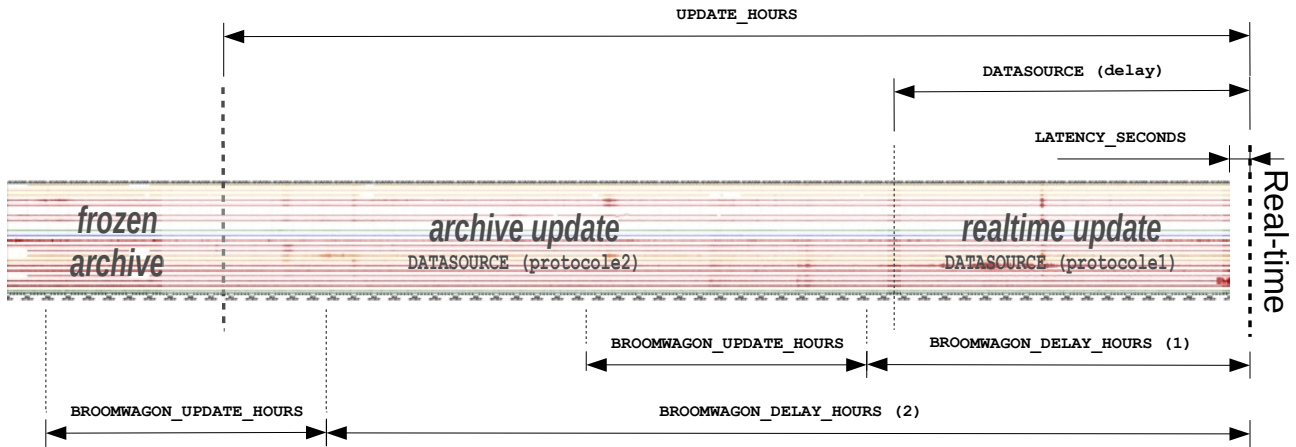 UPDATE_HOURS
DATASOURCE (delay)
LATENCY_SECONDS
Real-time
frozen
archive
archive update
DATASOURCE (protocole2)
realtime update
DATASOURCE (protocole1)
BROOMWAGON_UPDATE_HOURS
BROOMWAGON_DELAY_HOURS (1)
BROOMWAGON_UPDATE_HOURS
BROOMWAGON_DELAY_HOURS (2)